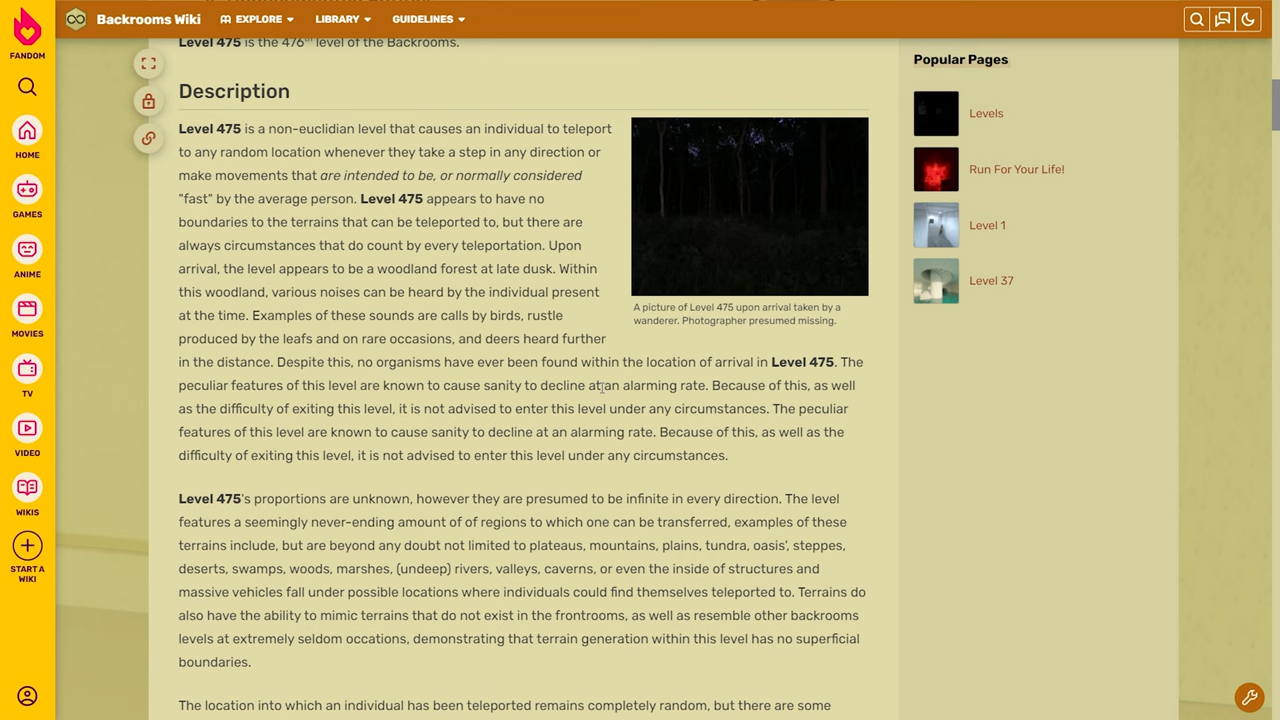 FANDOM
HOME
GAMES
ANIME
MOVIES
TV
VIDEO
WIKIS
START A
WIKI
Backrooms Wiki
EXPLORE
LIBRARY
GUIDELINES
Level 475 is the 476th level of the Backrooms.
Description
Level 475 is a non-euclidian level that causes an individual to teleport
to any random location whenever they take a step in any direction or
make movements that are intended to be, or normally considered
"fast" by the average person. Level 475 appears to have no
boundaries to the terrains that can be teleported to, but there are
always circumstances that do count by every teleportation. Upon
arrival, the level appears to be a woodland forest at late dusk. Within
this woodland, various noises can be heard by the individual present
at the time. Examples of these sounds are calls by birds, rustle
produced by the leafs and on rare occasions, and deers heard further
in the distance. Despite this, no organisms have ever been found within the location of arrival in Level 475. The
peculiar features of this level are known to cause sanity to decline at an alarming rate. Because of this, as well
as the difficulty of exiting this level, it is not advised to enter this level under any circumstances. The peculiar
features of this level are known to cause sanity to decline at an alarming rate. Because of this, as well as the
difficulty of exiting this level, it is not advised to enter this level under any circumstances.
A picture of Level 475 upon arrival taken by a
wanderer. Photographer presumed missing.
Level 475's proportions are unknown, however they are presumed to be infinite in every direction. The level
features a seemingly never-ending amount of of regions to which one can be transferred, examples of these
terrains include, but are beyond any doubt not limited to plateaus, mountains, plains, tundra, oasis', steppes,
deserts, swamps, woods, marshes, (undeep) rivers, valleys, caverns, or even the inside of structures and
massive vehicles fall under possible locations where individuals could find themselves teleported to. Terrains do
also have the ability to mimic terrains that do not exist in the frontrooms, as well as resemble other backrooms
levels at extremely seldom occations, demonstrating that terrain generation within this level has no superficial
boundaries.
The location into which an individual has been teleported remains completely random, but there are some
Popular Pages
Levels
Run For Your Life!
Level 1
Level 37